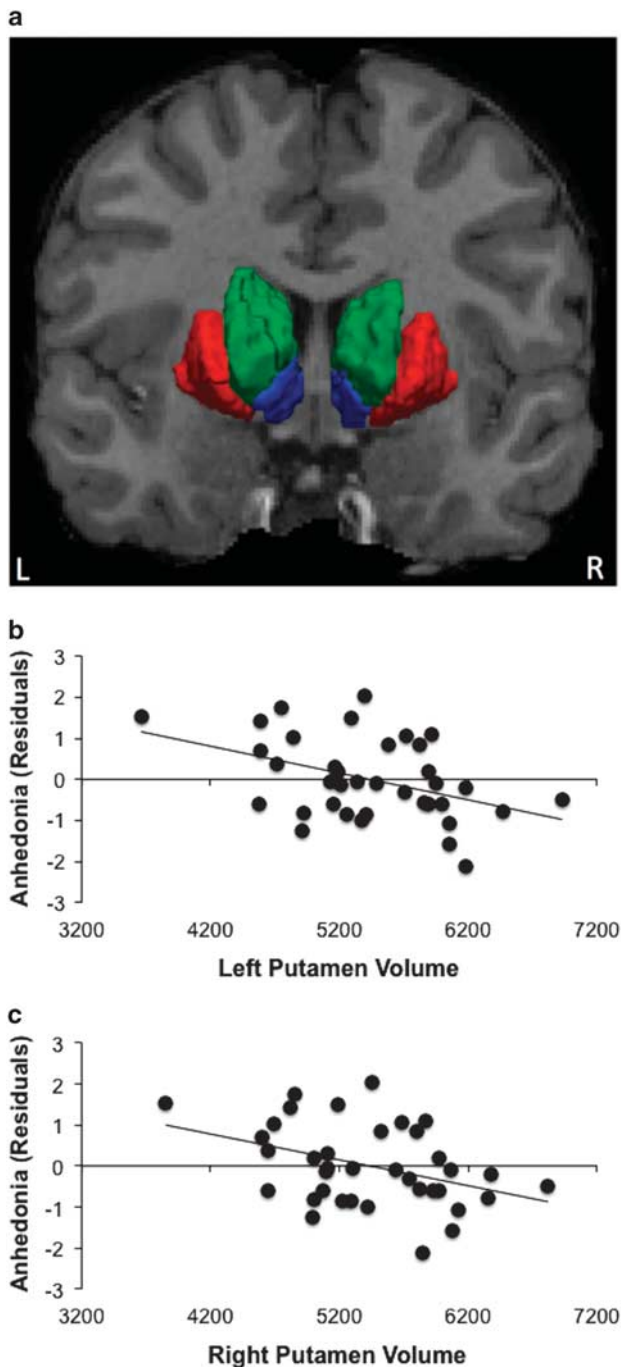 a
L R
b
3
2
1
0
-1
-2
-3
Anhedonia (Residuals)
3200 4200 5200 6200 7200
Left Putamen Volume
c
3
2
1
0
-1
-2
-3
Anhedonia (Residuals)
3200 4200 5200 6200 7200
Right Putamen Volume